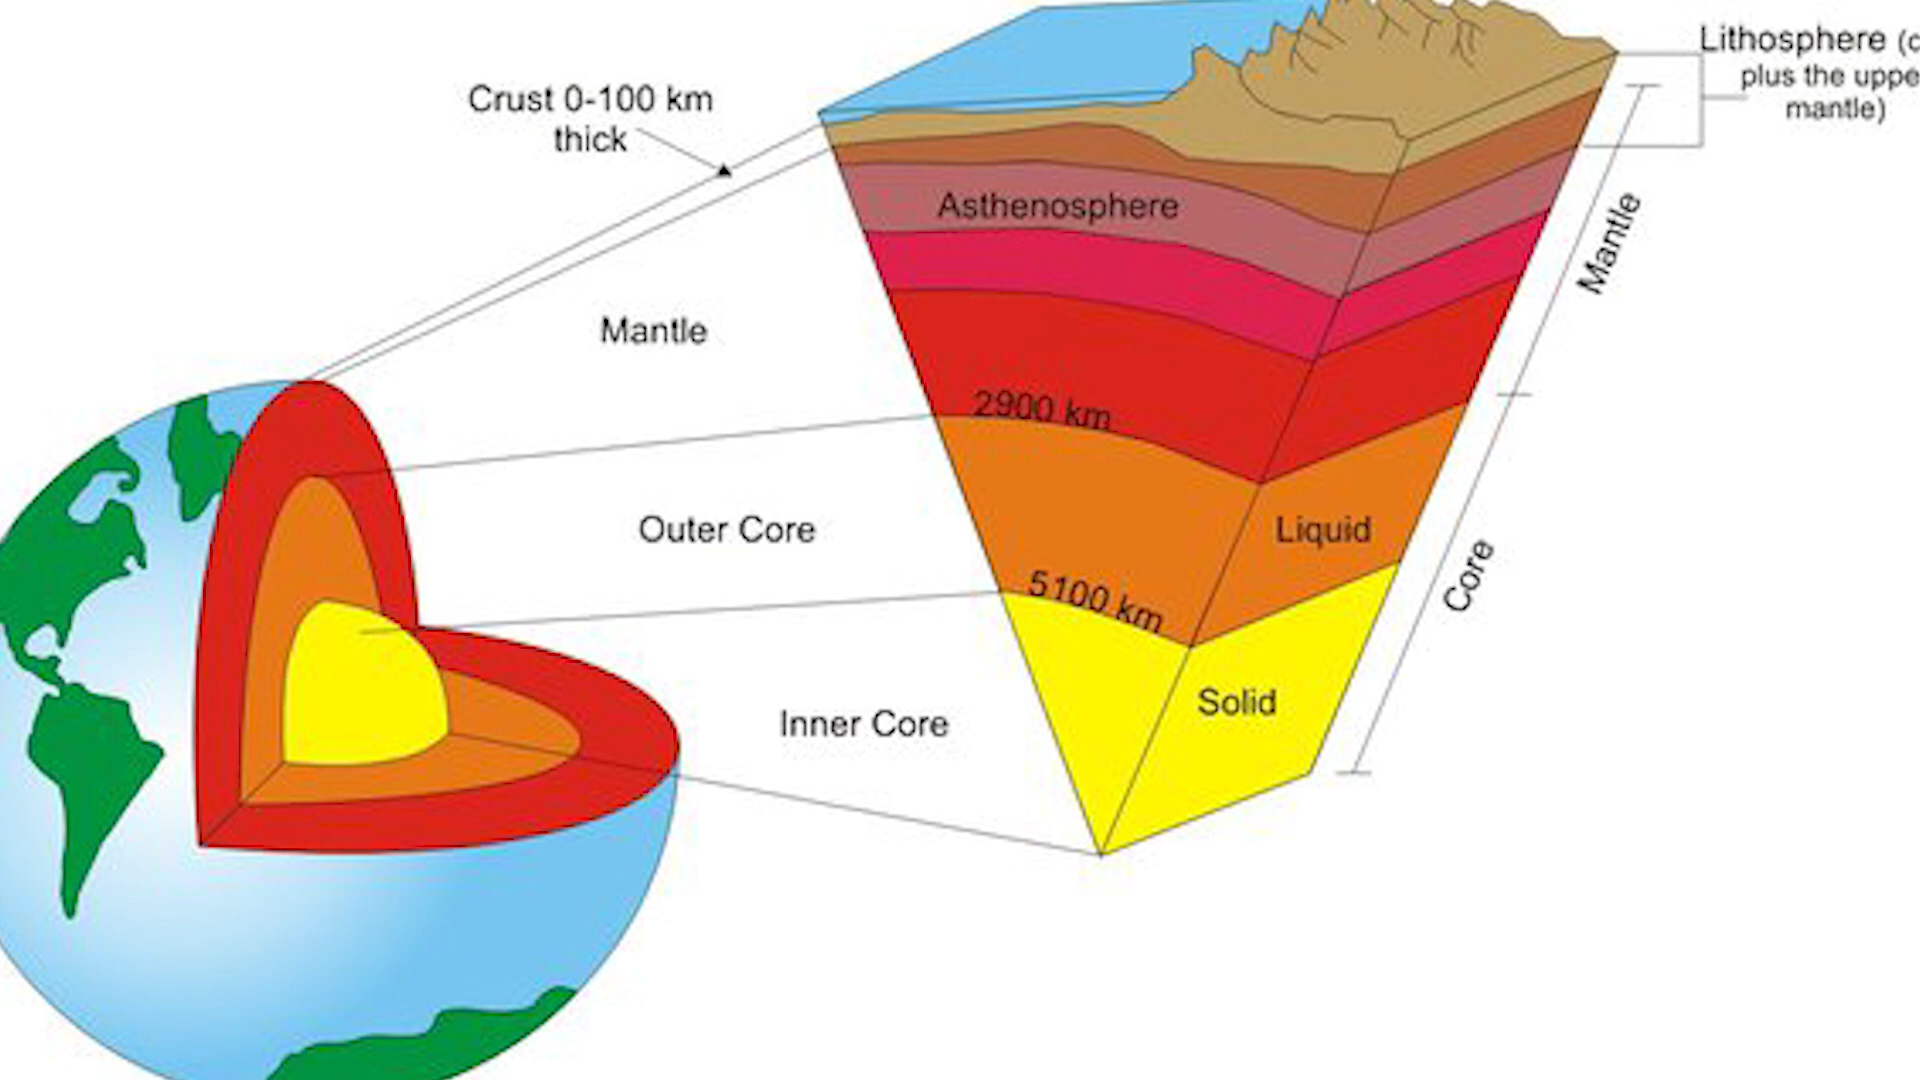 Lithosphere (c
plus the uppe
mantle)
Crust 0-100 km
thick
Asthenosphere
Mantle
Mantle
2900 km
Outer Core
Liquid
5100 km
Core
Inner Core
Solid